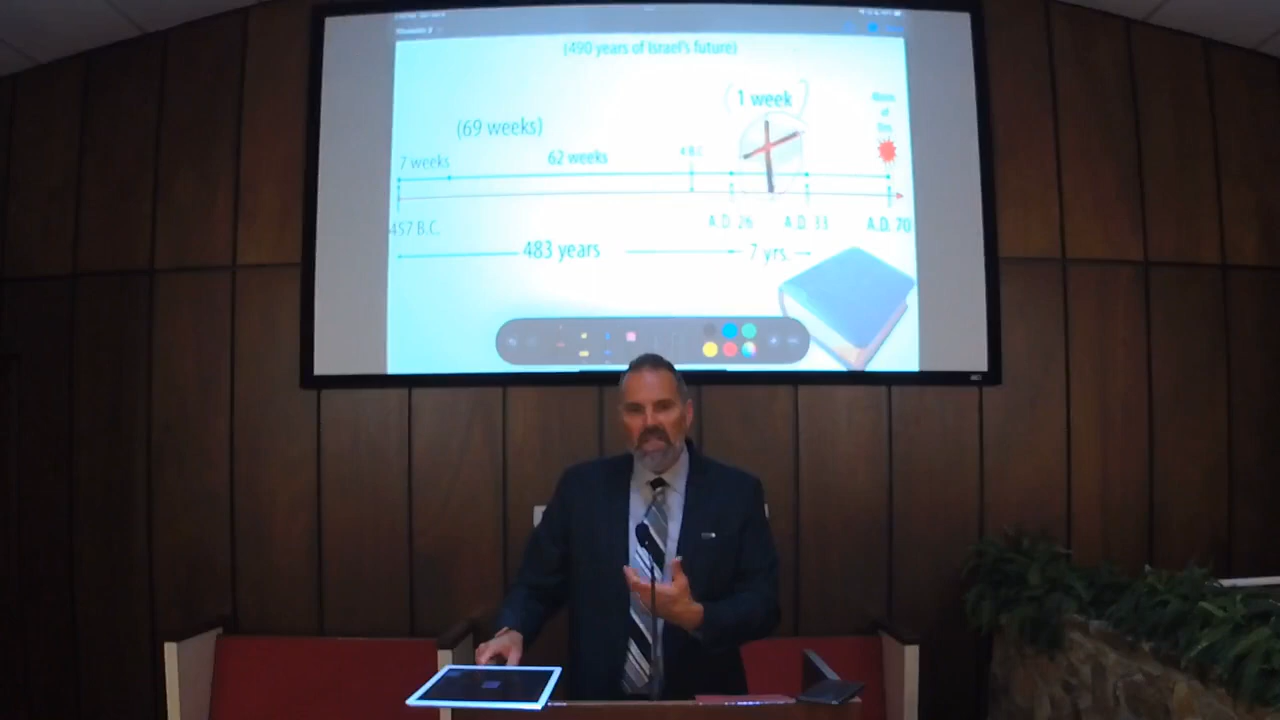 (490 years of Israel's future)
1 week
(69 weeks)
7 weeks
62 weeks
4 B.C.
457 B.C.
A.D. 26
A.D. 33
A.D. 70
483 years
7 yrs.